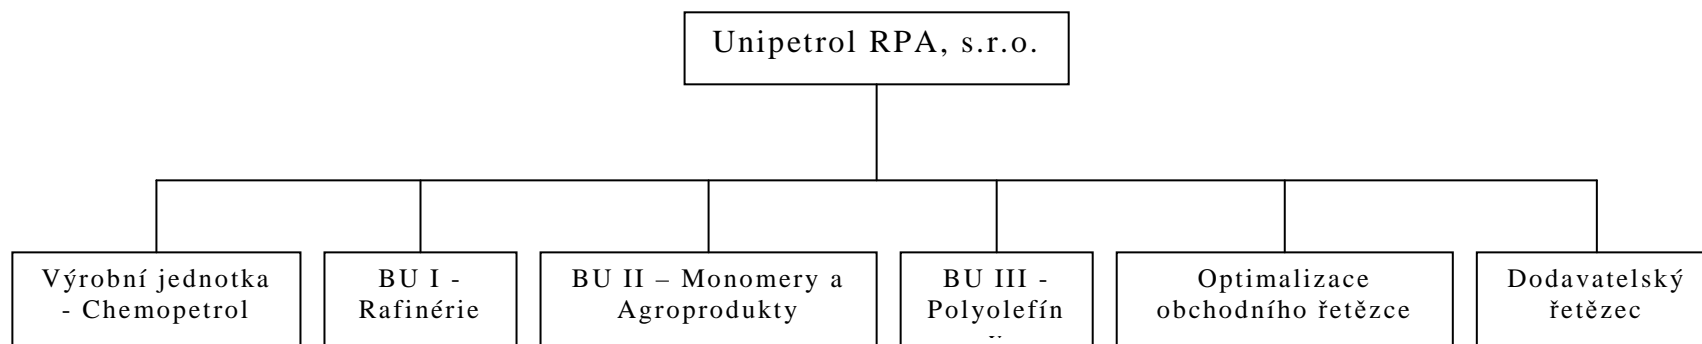 Unipetrol RPA, s.r.o.
Výrobní jednotka
- Chemopetrol
BU I -
Rafinérie
BU II – Monomery a
Agroprodukty
BU III -
Polyolefín
y
Optimalizace
obchodního řetězce
Dodavatelský
řetězec